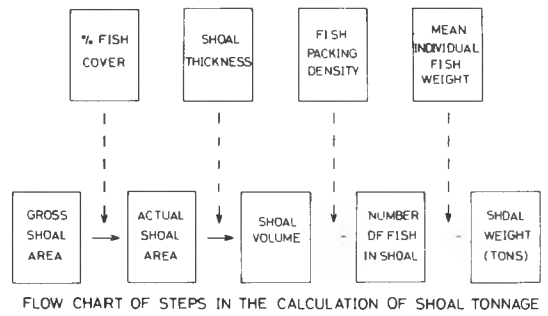 % FISH
COVER
SHOAL
THICKNESS
FISH
PACKING
DENSITY
MEAN
INDIVIDUAL
FISH
WEIGHT
GROSS
SHOAL
AREA
ACTUAL
SHOAL
AREA
SHOAL
VOLUME
NUMBER
OF FISH
IN SHOAL
SHOAL
WEIGHT
(TONS)
FLOW CHART OF STEPS IN THE CALCULATION OF SHOAL TONNAGE